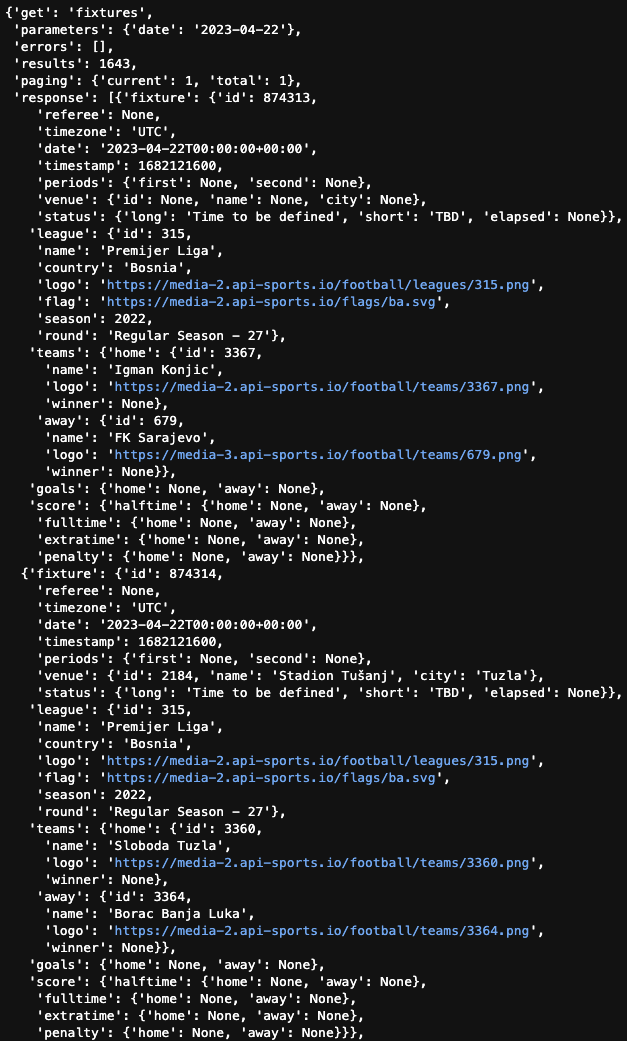 {'get': 'fixtures',
'parameters': {'date': '2023-04-22'},
'errors': [],
'results': 1643,
'paging': {'current': 1, 'total': 1},
'response': [{'fixture': {'id': 874313,
'referee': None,
'timezone': 'UTC',
'date': '2023-04-22T00:00:00+00:00',
'timestamp': 1682121600,
'periods': {'first': None, 'second': None},
'venue': {'id': None, 'name': None, 'city': None},
'status': {'long': 'Time to be defined', 'short': 'TBD', 'elapsed': None}},
'league': {'id': 315,
'name': 'Premijer Liga',
'country': 'Bosnia',
'logo': 'https://media-2.api-sports.io/football/leagues/315.png',
'flag': 'https://media-2.api-sports.io/flags/ba.svg',
'season': 2022,
'round': 'Regular Season - 27'},
'teams': {'home': {'id': 3367,
'name': 'Igman Konjic',
'logo': 'https://media-2.api-sports.io/football/teams/3367.png',
'winner': None},
'away': {'id': 679,
'name': 'FK Sarajevo',
'logo': 'https://media-3.api-sports.io/football/teams/679.png',
'winner': None}},
'goals': {'home': None, 'away': None},
'score': {'halftime': {'home': None, 'away': None},
'fulltime': {'home': None, 'away': None},
'extratime': {'home': None, 'away': None},
'penalty': {'home': None, 'away': None}}},
{'fixture': {'id': 874314,
'referee': None,
'timezone': 'UTC',
'date': '2023-04-22T00:00:00+00:00',
'timestamp': 1682121600,
'periods': {'first': None, 'second': None},
'venue': {'id': 2184, 'name': 'Stadion Tušanj', 'city': 'Tuzla'},
'status': {'long': 'Time to be defined', 'short': 'TBD', 'elapsed': None}},
'league': {'id': 315,
'name': 'Premijer Liga',
'country': 'Bosnia',
'logo': 'https://media-2.api-sports.io/football/leagues/315.png',
'flag': 'https://media-2.api-sports.io/flags/ba.svg',
'season': 2022,
'round': 'Regular Season - 27'},
'teams': {'home': {'id': 3360,
'name': 'Sloboda Tuzla',
'logo': 'https://media-2.api-sports.io/football/teams/3360.png',
'winner': None},
'away': {'id': 3364,
'name': 'Borac Banja Luka',
'logo': 'https://media-2.api-sports.io/football/teams/3364.png',
'winner': None}},
'goals': {'home': None, 'away': None},
'score': {'halftime': {'home': None, 'away': None},
'fulltime': {'home': None, 'away': None},
'extratime': {'home': None, 'away': None},
'penalty': {'home': None, 'away': None}}},